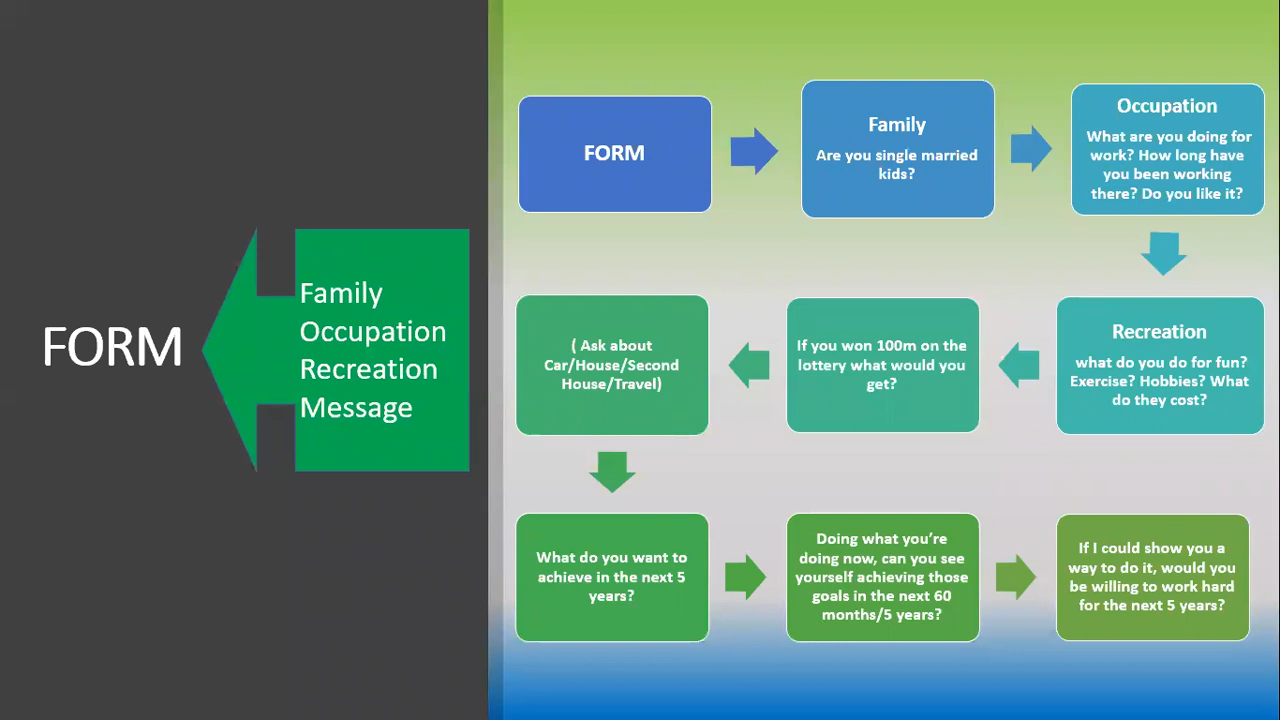 FORM
Family
Occupation
Recreation
Message
FORM
Family
Are you single married
kids?
Occupation
What are you doing for
work? How long have
you been working
there? Do you like it?
Recreation
what do you do for fun?
Exercise? Hobbies? What
do they cost?
If you won 100m on the
lottery what would you
get?
( Ask about
Car/House/Second
House/Travel)
What do you want to
achieve in the next 5
years?
Doing what you’re
doing now, can you see
yourself achieving those
goals in the next 60
months/5 years?
If I could show you a
way to do it, would you
be willing to work hard
for the next 5 years?